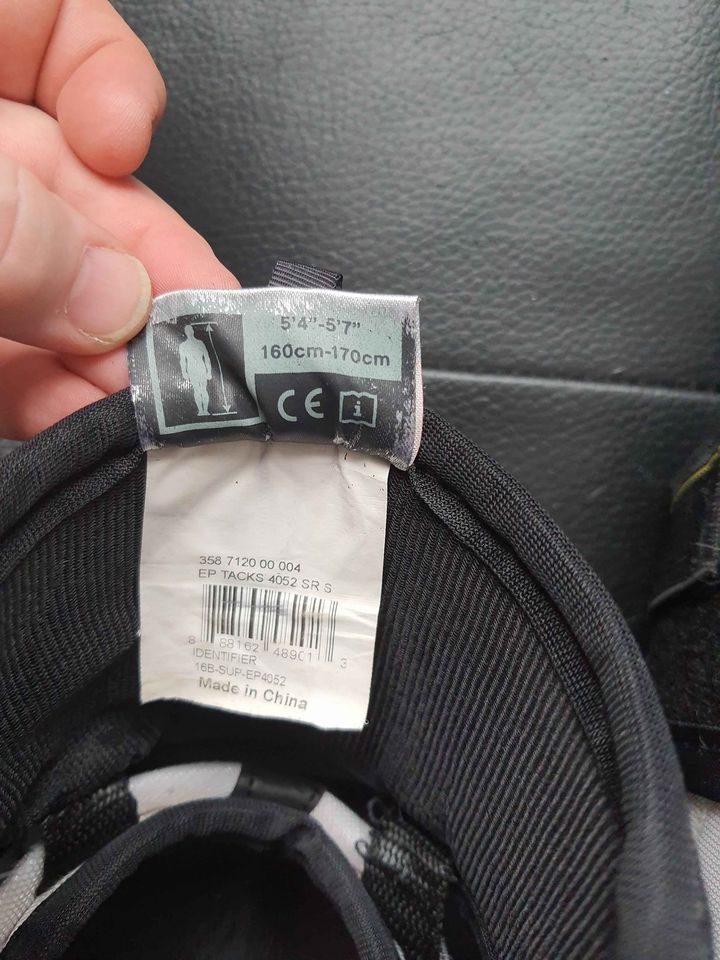 5'4"-5'7"
160cm-170cm
CE i
358 7120 00 004
EP TACKS 4052 SR S
8 88162 48901 3
IDENTIFIER
16B-SUP-EP4052
Made in China